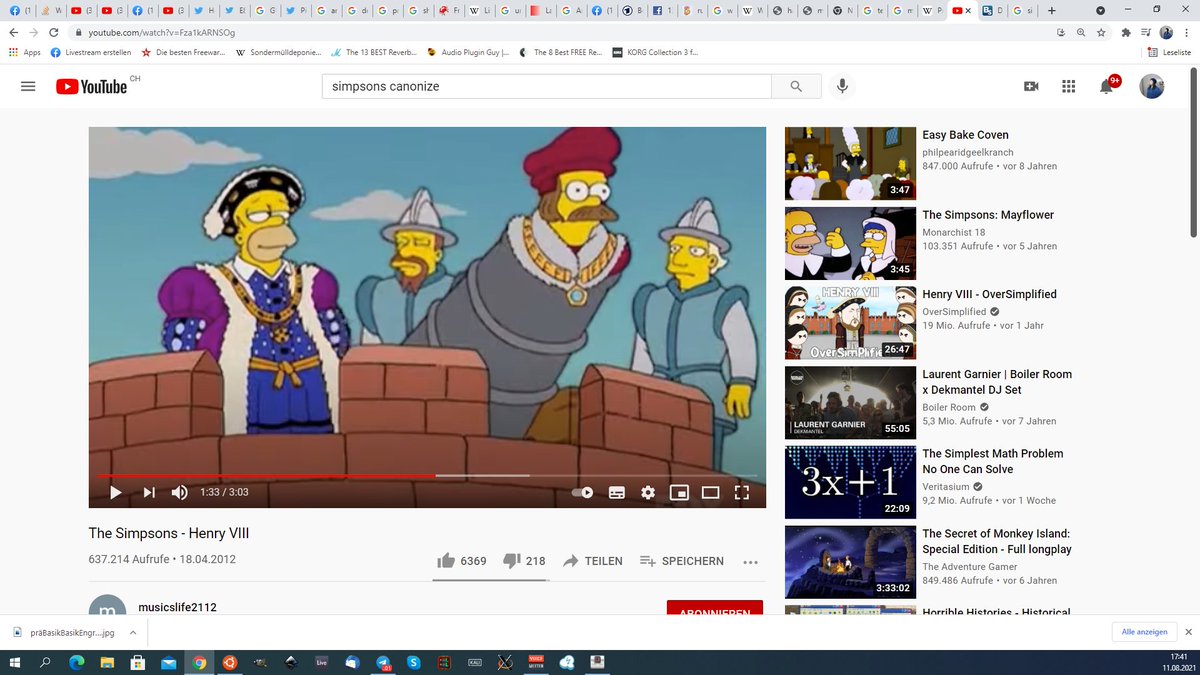 youtube.com/watch?v=Fza1kARNSOg
Apps
Livestream erstellen
Die besten Freewar...
Sondermülldeponie...
The 13 BEST Reverb...
Audio Plugin Guy |...
The 8 Best FREE Re...
KORG Collection 3 f...
Leseliste
YouTube CH
simpsons canonize
9+
1:33 / 3:03
The Simpsons - Henry VIII
637.214 Aufrufe • 18.04.2012
6369
218
TEILEN
SPEICHERN
m
musicslife2112
ABONNIEREN
3:47
Easy Bake Coven
philpearidgeelkranch
847.000 Aufrufe • vor 8 Jahren
3:45
The Simpsons: Mayflower
Monarchist 18
103.351 Aufrufe • vor 5 Jahren
HENRY VIII
OverSimplified
26:47
Henry VIII - OverSimplified
OverSimplified
19 Mio. Aufrufe • vor 1 Jahr
LAURENT GARNIER
DEKMANTEL
55:05
Laurent Garnier | Boiler Room
x Dekmantel DJ Set
Boiler Room
5,3 Mio. Aufrufe • vor 7 Jahren
3x+1
22:09
The Simplest Math Problem
No One Can Solve
Veritasium
9,2 Mio. Aufrufe • vor 1 Woche
3:33:02
The Secret of Monkey Island:
Special Edition - Full longplay
The Adventure Gamer
849.486 Aufrufe • vor 6 Jahren
Horrible Histories - Historical
präBasikBasikEngr....jpg
Alle anzeigen
Live
17:41
11.08.2021